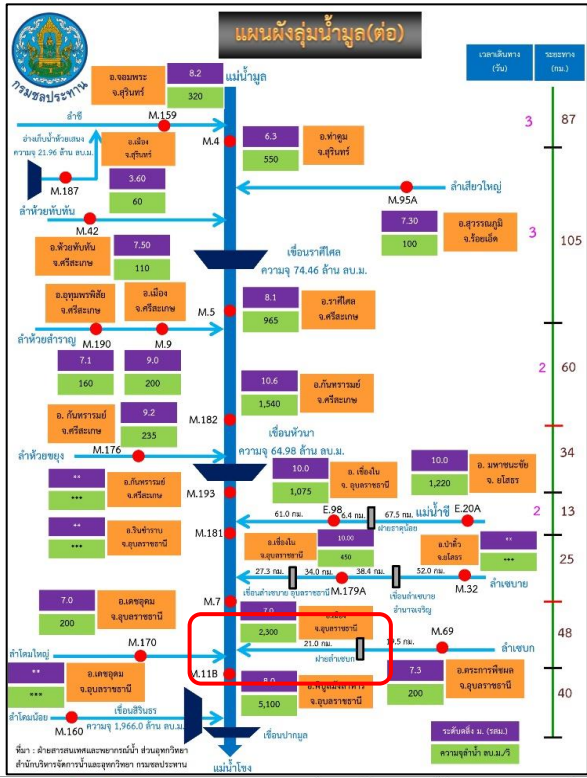 แผนผังลุ่มน้ำมูล(ต่อ)
กรมชลประทาน
เวลาเดินทาง
(วัน)
ระยะทาง
(กม.)
อ.จอมพระ
จ.สุรินทร์
8.2
320
แม่น้ำมูล
ลำชี
M.159
3
87
อ่างเก็บน้ำห้วยเสนง
ความจุ 21.96 ล้าน ลบ.ม.
อ.เมือง
จ.สุรินทร์
M.4
6.3
550
อ.ท่าตูม
จ.สุรินทร์
3.60
60
M.187
ลำเสียวใหญ่
M.95A
ลำห้วยทับทัน
M.42
7.30
100
อ.สุวรรณภูมิ
จ.ร้อยเอ็ด
3
105
อ.ห้วยทับทัน
จ.ศรีสะเกษ
7.50
110
เขื่อนราศีไศล
ความจุ 74.46 ล้าน ลบ.ม.
อ.อุทุมพรพิสัย
จ.ศรีสะเกษ
อ.เมือง
จ.ศรีสะเกษ
M.5
8.1
965
อ.ราศีไศล
จ.ศรีสะเกษ
ลำห้วยสำราญ
M.190
M.9
7.1
160
9.0
200
10.6
1,540
อ.กันทรารมย์
จ.ศรีสะเกษ
2
60
อ. กันทรารมย์
จ.ศรีสะเกษ
9.2
235
M.182
M.176
ลำห้วยขยุง
เขื่อนหัวนา
ความจุ 64.98 ล้าน ลบ.ม.
34
**
***
อ.กันทรารมย์
จ.ศรีสะเกษ
M.193
10.0
1,075
อ. เขื่องใน
จ. อุบลราชธานี
10.0
1,220
อ. มหาชนะชัย
จ. ยโสธร
61.0 กม.
E.98
6.4 กม.
67.5 กม.
แม่น้ำชี
E.20A
ฝายธาตุน้อย
2
13
**
***
อ.วารินชำราบ
จ.อุบลราชธานี
M.181
อ.เขื่องใน
จ.อุบลราชธานี
10.00
450
อ.ป่าติ้ว
จ.ยโสธร
**
***
25
27.3 กม.
34.0 กม.
38.4 กม.
52.0 กม.
ลำเซบาย
เขื่อนลำเซบาย อุบลราชธานี
M.179A
เขื่อนลำเซบาย
อำนาจเจริญ
M.32
7.0
200
อ.เดชอุดม
จ.อุบลราชธานี
M.7
7.0
2,300
อ.เมือง
จ.อุบลราชธานี
48
ลำโดมใหญ่
M.170
21.0 กม.
ฝายลำเซบก
M.69
ลำเซบก
**
***
อ.เดชอุดม
จ.อุบลราชธานี
M.11B
8.0
5,100
อ.พิบูลมังสาหาร
จ.อุบลราชธานี
7.3
200
อ.ตระการพืชผล
จ.อุบลราชธานี
40
ลำโดมน้อย
M.160
เขื่อนสิรินธร
ความจุ 1,966.0 ล้าน ลบ.ม.
เขื่อนปากมูล
แม่น้ำโขง
ระดับตลิ่ง ม. (รสม.)
ความจุลำน้ำ ลบ.ม./วิ
ที่มา : ฝ่ายสารสนเทศและพยากรณ์น้ำ ส่วนอุทกวิทยา
สำนักบริหารจัดการน้ำและอุทกวิทยา กรมชลประทาน